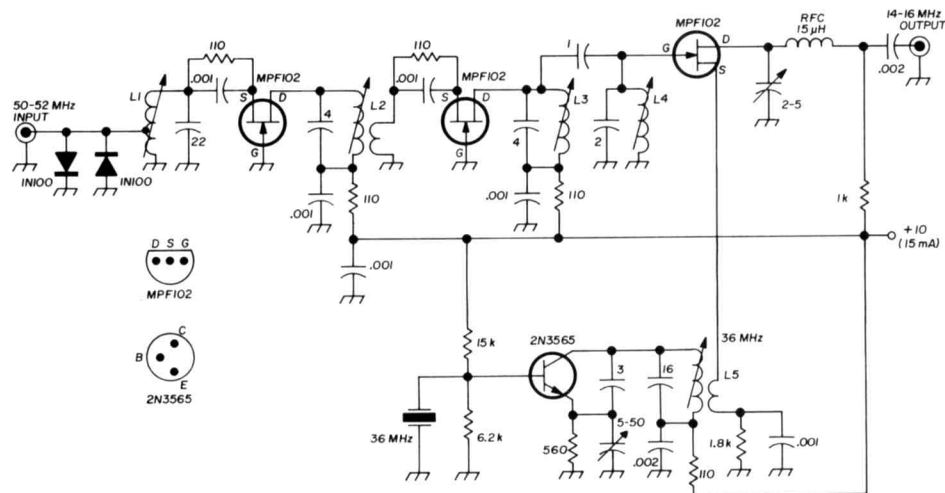 110
.001
MPF102
L1
S
D
G
22
50–52 MHz
INPUT
1N100
1N100
4
L2
.001
110
110
.001
MPF102
S
D
G
1
4
L3
.001
110
2
L4
MPF102
G
D
S
RFC
15 μH
2-5
.002
14-16 MHz
OUTPUT
1k
+10
(15 mA)
.001
D S G
MPF102
B
C
E
2N3565
15k
6.2k
36 MHz
2N3565
560
3
5-50
16
.002
110
36 MHz
L5
1.8k
.001